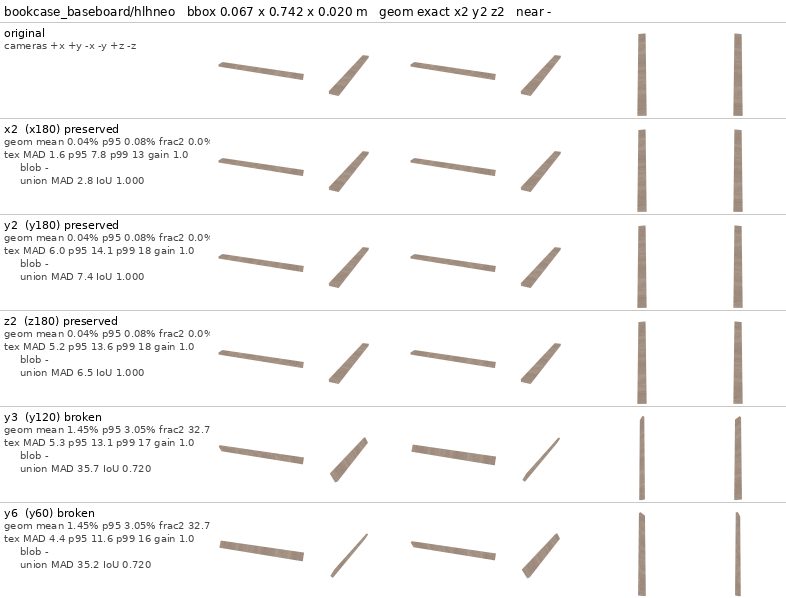 bookcase_baseboard/hlhneo bbox 0.067 x 0.742 x 0.020 m geom exact x2 y2 z2 near -
original
cameras +x +y -x -y +z -z
x2 (x180) preserved
geom mean 0.04% p95 0.08% frac2 0.0%
tex MAD 1.6 p95 7.8 p99 13 gain 1.0
blob -
union MAD 2.8 IoU 1.000
y2 (y180) preserved
geom mean 0.04% p95 0.08% frac2 0.0%
tex MAD 6.0 p95 14.1 p99 18 gain 1.0
blob -
union MAD 7.4 IoU 1.000
z2 (z180) preserved
geom mean 0.04% p95 0.08% frac2 0.0%
tex MAD 5.2 p95 13.6 p99 18 gain 1.0
blob -
union MAD 6.5 IoU 1.000
y3 (y120) broken
geom mean 1.45% p95 3.05% frac2 32.7
tex MAD 5.3 p95 13.1 p99 17 gain 1.0
blob -
union MAD 35.7 IoU 0.720
y6 (y60) broken
geom mean 1.45% p95 3.05% frac2 32.7
tex MAD 4.4 p95 11.6 p99 16 gain 1.0
blob -
union MAD 35.2 IoU 0.720